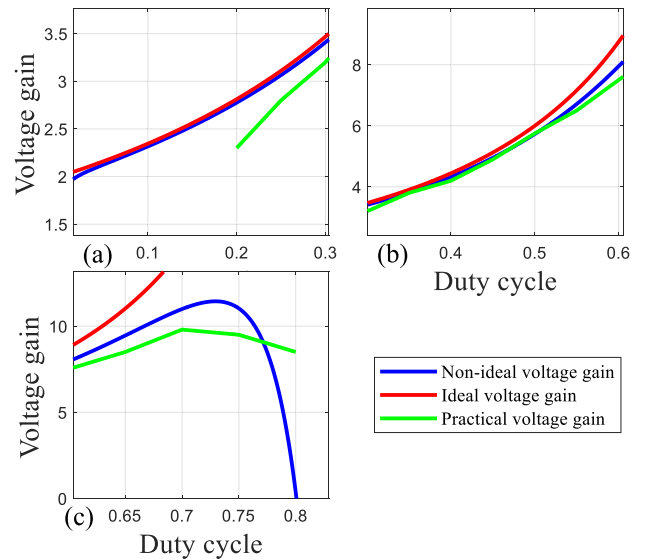 Voltage gain
3.5
3
2.5
2
1.5
0.1
0.2
0.3
(a)
8
6
4
0.4
0.5
0.6
(b)
Duty cycle
Voltage gain
10
5
0
0.65
0.7
0.75
0.8
(c)
Duty cycle
Non-ideal voltage gain
Ideal voltage gain
Practical voltage gain